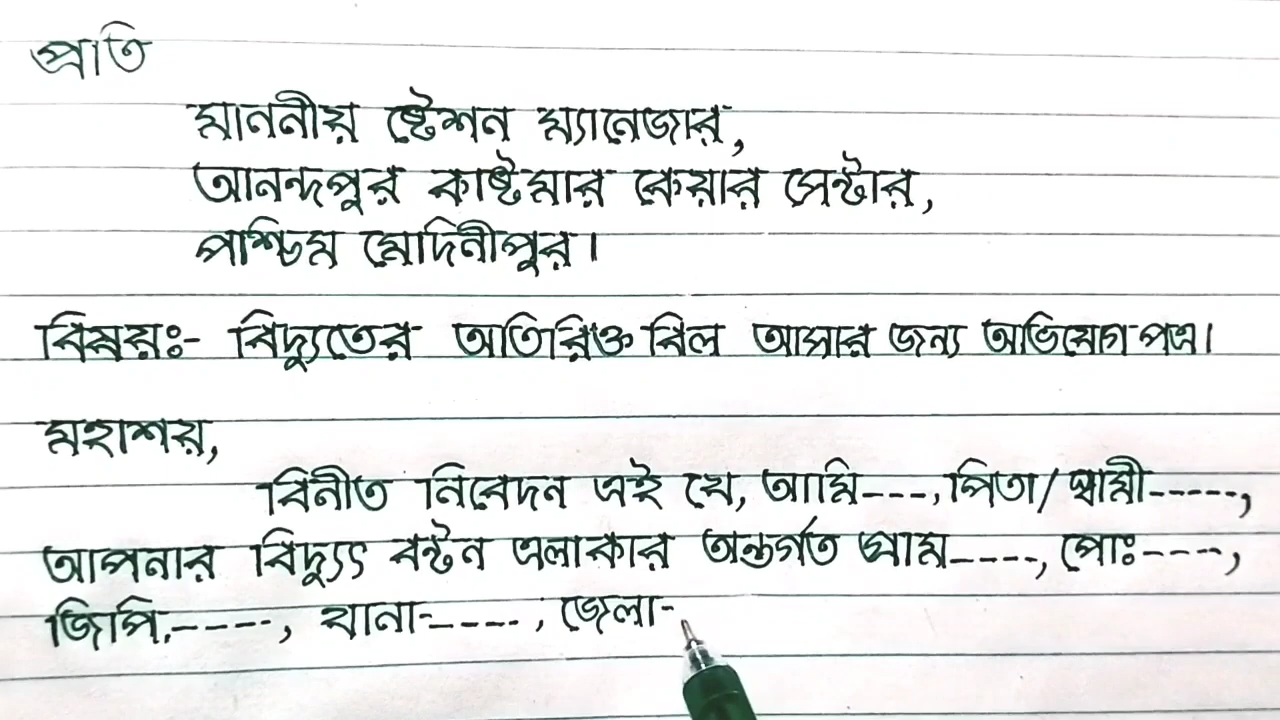 প্রতি
মাননীয় ষ্টেশন ম্যানেজার,
আনন্দপুর কাষ্টমার কেয়ার সেন্টার,
পশ্চিম মেদিনীপুর।
বিষয়ঃ- বিদ্যুতের অতিরিক্ত বিল আসার জন্য অভিযোগ পত্র।
মহাশয়,
বিনীত নিবেদন এই যে, আমি---, পিতা/স্বামী-----,
আপনার বিদ্যুৎ বন্টন এলাকার অন্তর্গত গ্রাম----, পোঃ----,
জিপি.----, থানা-----, জেলা-